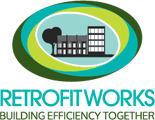 RETROFITWORKS
BUILDING EFFICIENCY TOGETHER